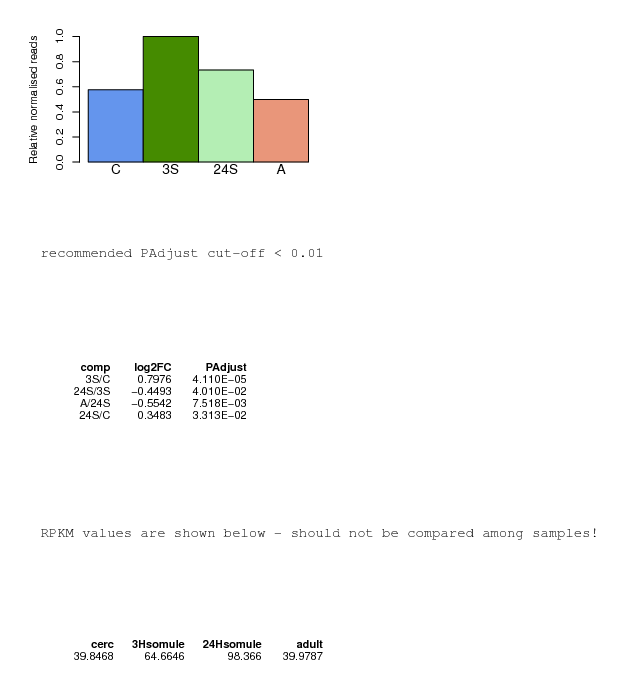 Relative normalised reads
1.0
0.8
0.6
0.4
0.2
0.0
C 3S 24S A
recommended PAdjust cut-off < 0.01
comp log2FC PAdjust
3S/C 0.7976 4.110E−05
24S/3S −0.4493 4.010E−02
A/24S −0.5542 7.518E−03
24S/C 0.3483 3.313E−02
RPKM values are shown below - should not be compared among samples!
cerc 3Hsomule 24Hsomule adult
39.8468 64.6646 98.366 39.9787